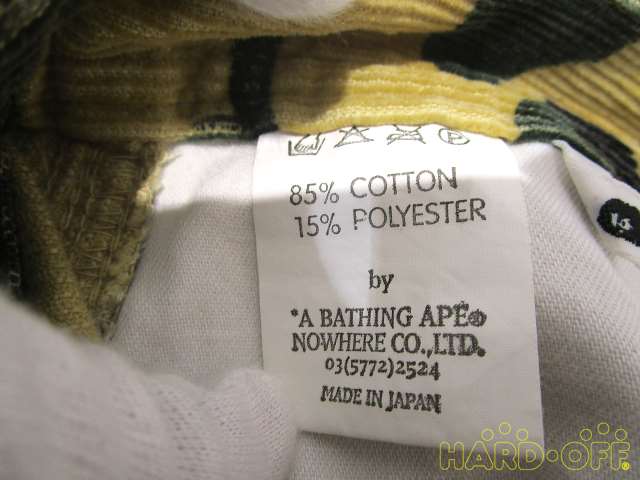 85% COTTON
15% POLYESTER
by
*A BATHING APE®
NOWHERE CO.,LTD.
03(5772)2524
MADE IN JAPAN
HARD·OFF